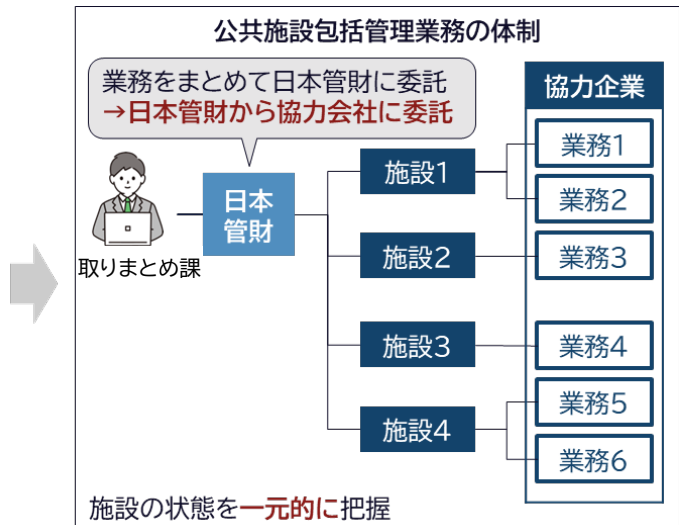 公共施設包括管理業務の体制
業務をまとめて日本管財に委託
→日本管財から協力会社に委託
取りまとめ課
日本
管財
施設1
施設2
施設3
施設4
協力企業
業務1
業務2
業務3
業務4
業務5
業務6
施設の状態を一元的に把握